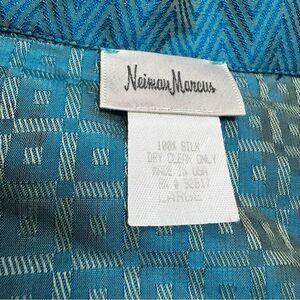 Neiman Marcus
100% SILK
DRY CLEAN ONLY
MADE IN USA
RN # 92817
LARGE